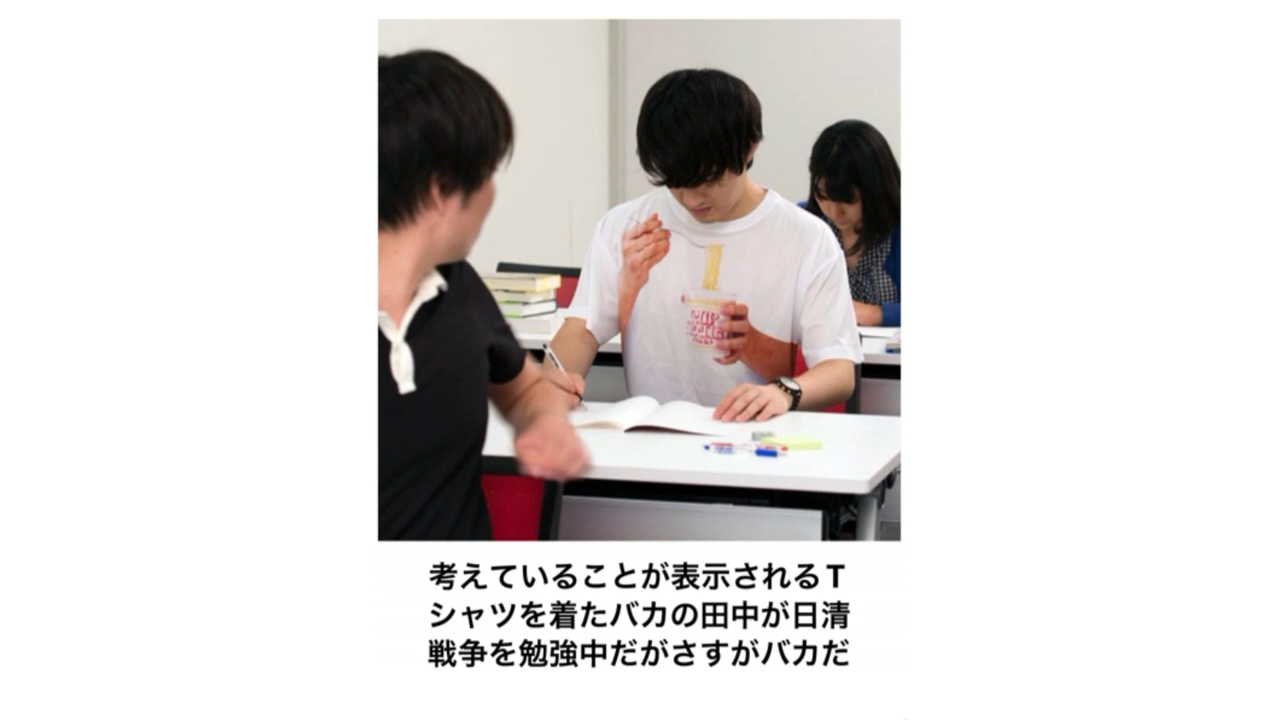 CUP
NOODLES
考えていることが表示されるT
シャツを着たバカの田中が日清
戦争を勉強中だがさすがバカだ